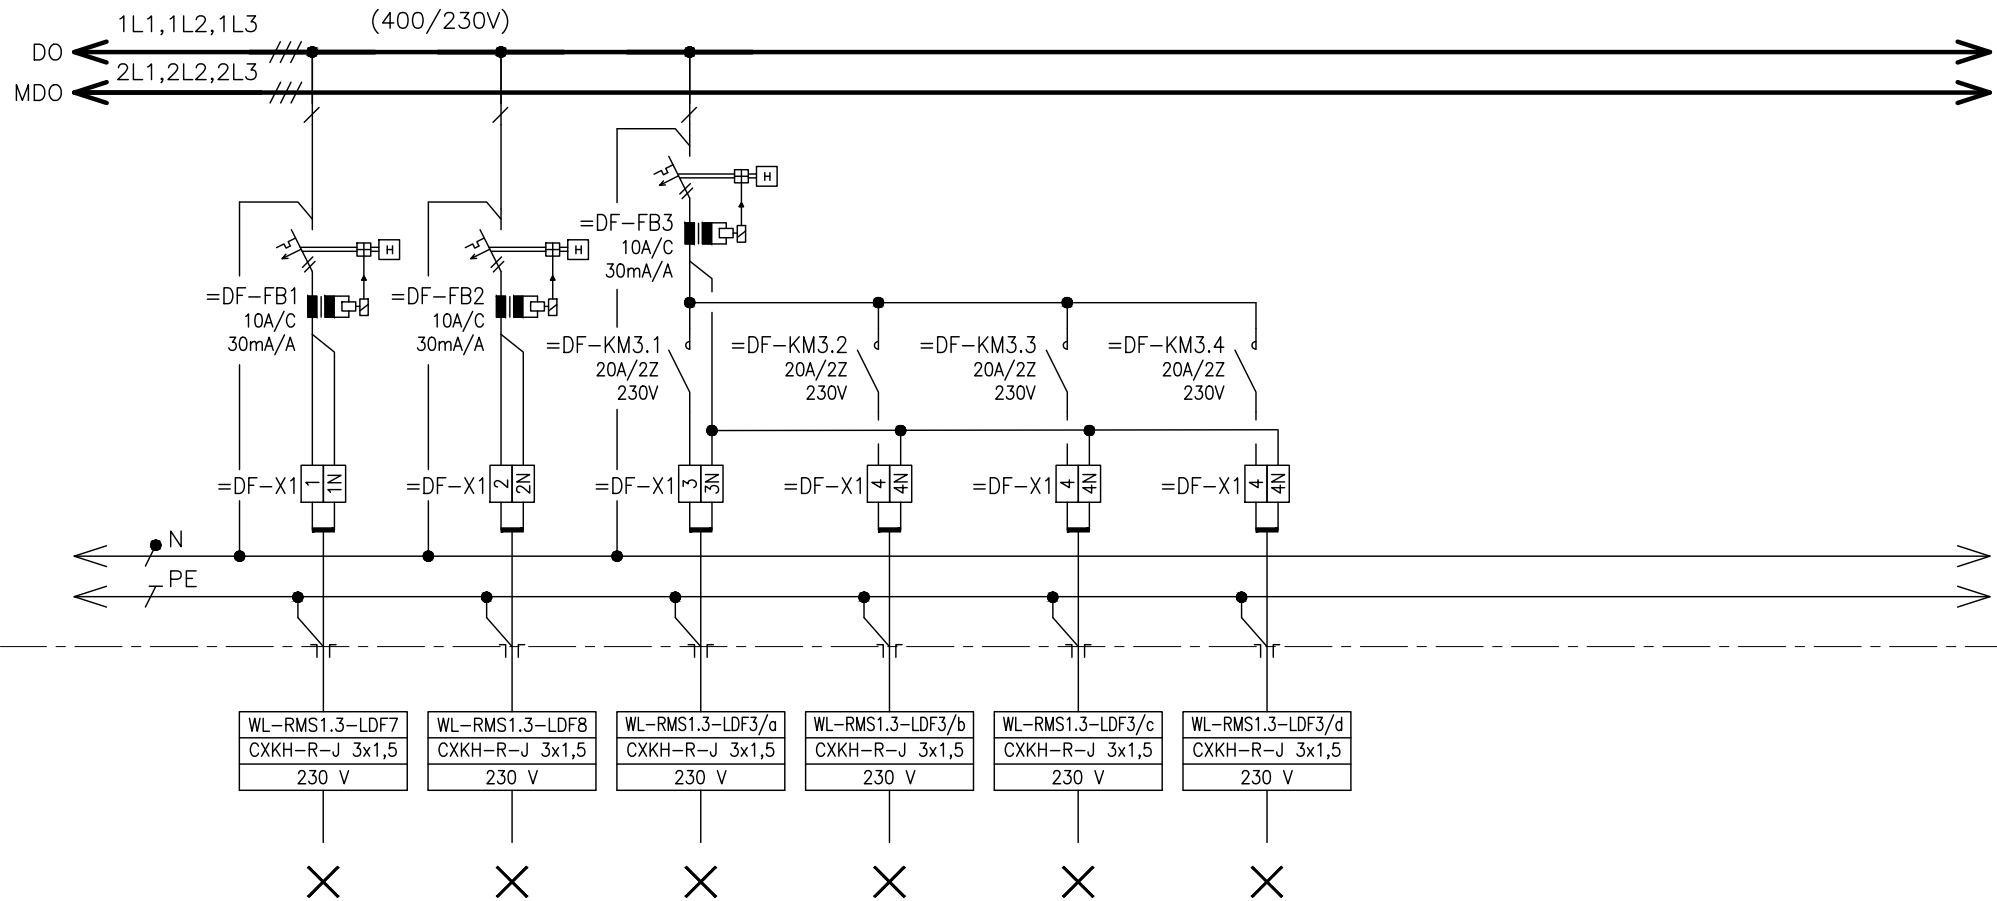 1L1,1L2,1L3
(400/230V)
DO
2L1,2L2,2L3
MDO
H
=DF-FB3
10A/C
30mA/A
H
H
=DF-FB1
10A/C
30mA/A
=DF-FB2
10A/C
30mA/A
=DF-KM3.1
20A/2Z
230V
=DF-KM3.2
20A/2Z
230V
=DF-KM3.3
20A/2Z
230V
=DF-KM3.4
20A/2Z
230V
=DF-X1 1 1N
=DF-X1 2 2N
=DF-X1 3 3N
=DF-X1 4 4N
=DF-X1 4 4N
=DF-X1 4 4N
N
PE
WL-RMS1.3-LDF7
CXKH-R-J 3x1,5
230 V
WL-RMS1.3-LDF8
CXKH-R-J 3x1,5
230 V
WL-RMS1.3-LDF3/a
CXKH-R-J 3x1,5
230 V
WL-RMS1.3-LDF3/b
CXKH-R-J 3x1,5
230 V
WL-RMS1.3-LDF3/c
CXKH-R-J 3x1,5
230 V
WL-RMS1.3-LDF3/d
CXKH-R-J 3x1,5
230 V